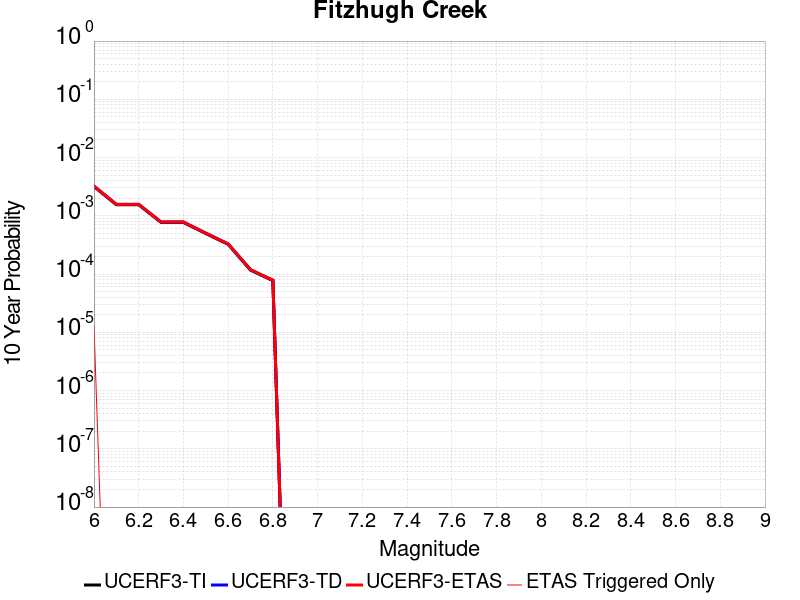 Fitzhugh Creek
10 0
10 -1
10 -2
10 -3
10 -4
10 -5
10 -6
10 -7
10 -8
10 Year Probability
6 6.2 6.4 6.6 6.8 7 7.2 7.4 7.6 7.8 8 8.2 8.4 8.6 8.8 9
Magnitude
UCERF3-TI UCERF3-TD UCERF3-ETAS ETAS Triggered Only